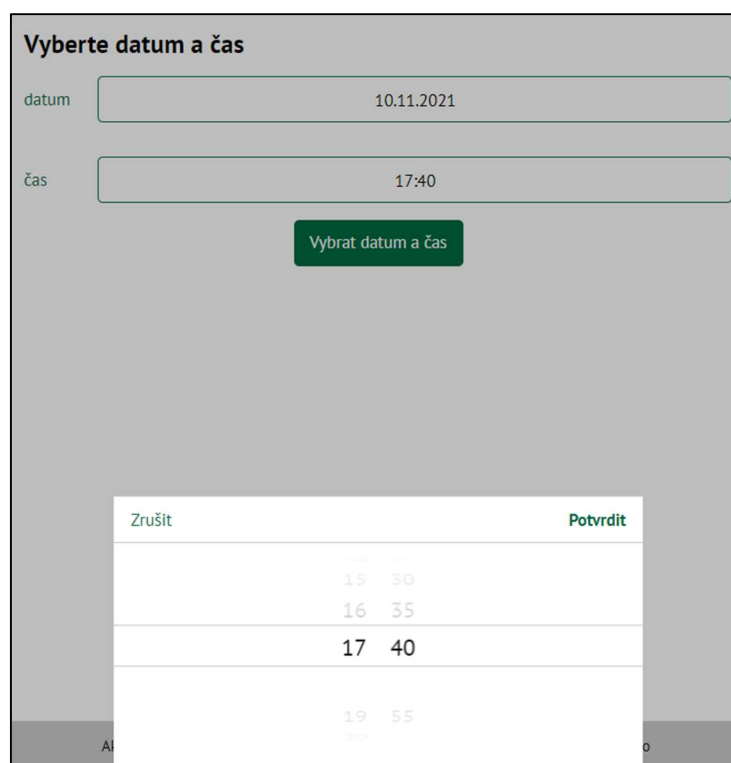 Vyberte datum a čas
datum 10.11.2021
čas 17:40
Vybrat datum a čas
Zrušit Potvrdit
15 30
16 35
17 40
19 55